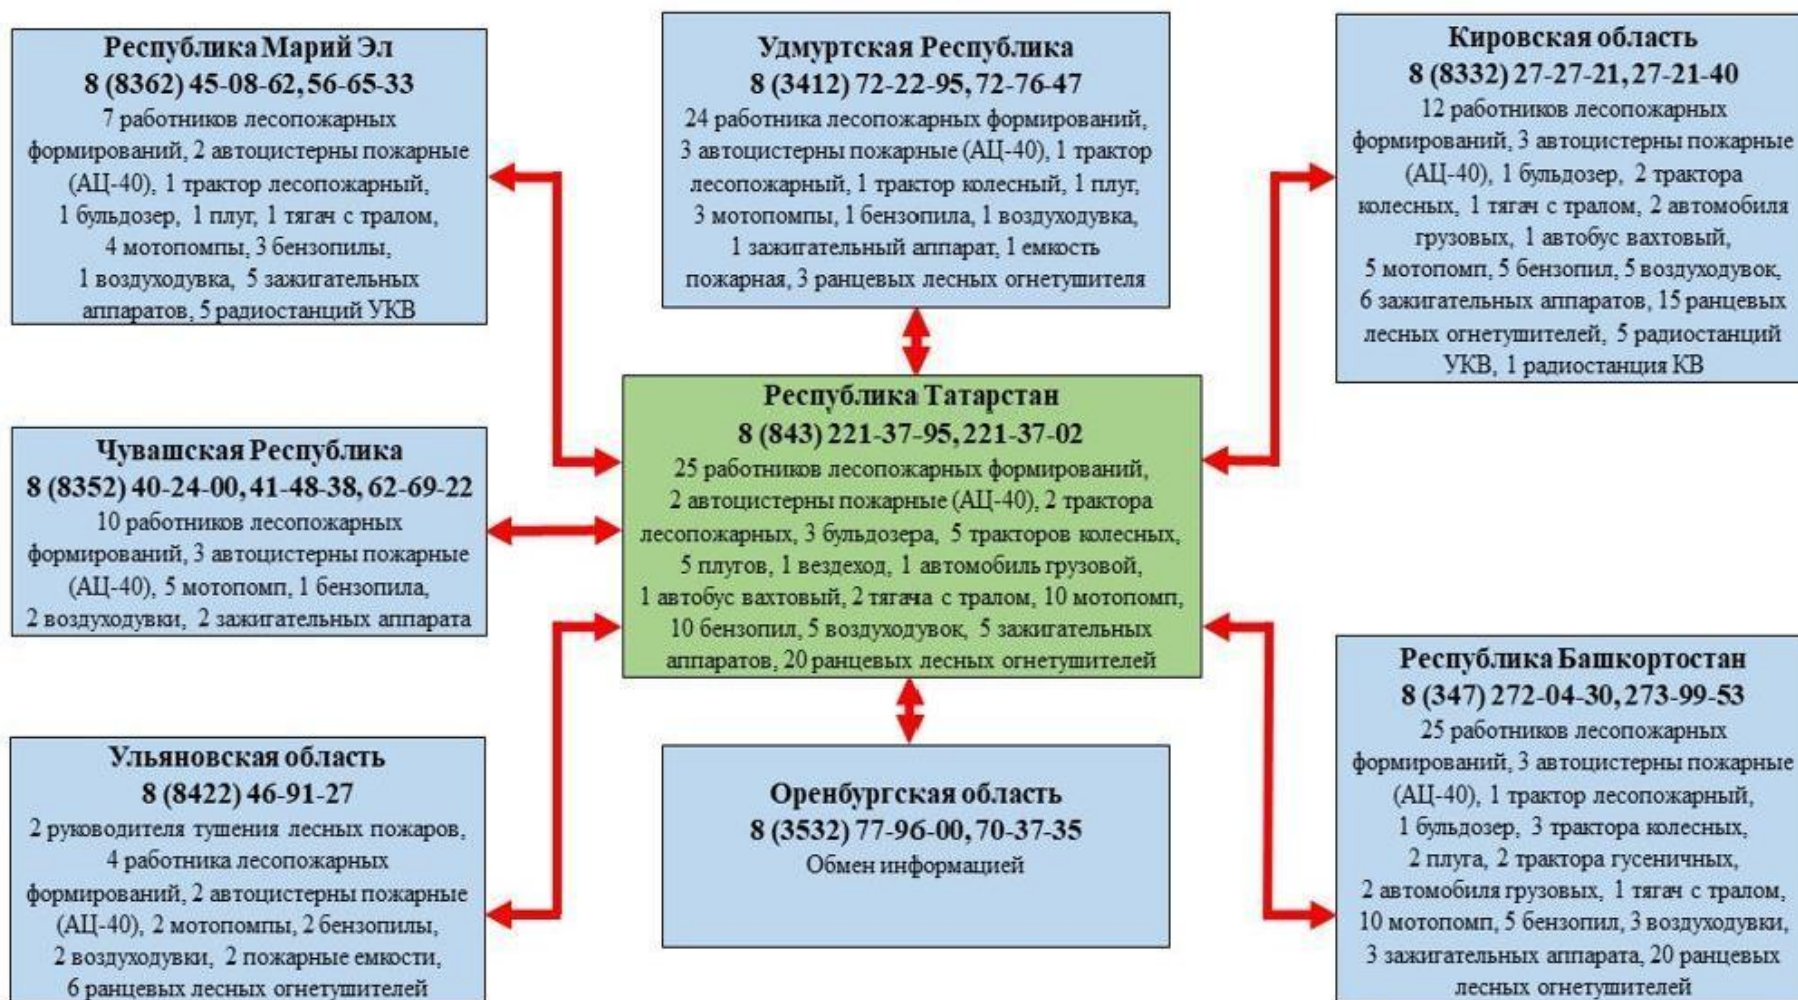 Республика Марий Эл
8 (8362) 45-08-62, 56-65-33
7 работников лесопожарных
формирований, 2 автоцистерны пожарные
(АЦ-40), 1 трактор лесопожарный,
1 бульдозер, 1 плуг, 1 тягач с тралом,
4 мотопомпы, 3 бензопилы,
1 воздуходувка, 5 зажигательных
аппаратов, 5 радиостанций УКВ
Удмуртская Республика
8 (3412) 72-22-95, 72-76-47
24 работника лесопожарных формирований,
3 автоцистерны пожарные (АЦ-40), 1 трактор
лесопожарный, 1 трактор колесный, 1 плуг,
3 мотопомпы, 1 бензопила, 1 воздуходувка,
1 зажигательный аппарат, 1 емкость
пожарная, 3 ранцевых лесных огнетушителя
Кировская область
8 (8332) 27-27-21, 27-21-40
12 работников лесопожарных
формирований, 3 автоцистерны пожарные
(АЦ-40), 1 бульдозер, 2 трактора
колесных, 1 тягач с тралом, 2 автомобиля
грузовых, 1 автобус вахтовый,
5 мотопомп, 5 бензопил, 5 воздуходувок,
6 зажигательных аппаратов, 15 ранцевых
лесных огнетушителей, 5 радиостанций
УКВ, 1 радиостанция КВ
Республика Татарстан
8 (843) 221-37-95, 221-37-02
25 работников лесопожарных формирований,
2 автоцистерны пожарные (АЦ-40), 2 трактора
лесопожарных, 3 бульдозера, 5 тракторов колесных,
5 плугов, 1 вездеход, 1 автомобиль грузовой,
1 автобус вахтовый, 2 тягача с тралом, 10 мотопомп,
10 бензопил, 5 воздуходувок, 5 зажигательных
аппаратов, 20 ранцевых лесных огнетушителей
Чувашская Республика
8 (8352) 40-24-00, 41-48-38, 62-69-22
10 работников лесопожарных
формирований, 3 автоцистерны пожарные
(АЦ-40), 5 мотопомп, 1 бензопила,
2 воздуходувки, 2 зажигательных аппарата
Ульяновская область
8 (8422) 46-91-27
2 руководителя тушения лесных пожаров,
4 работника лесопожарных
формирований, 2 автоцистерны пожарные
(АЦ-40), 2 мотопомпы, 2 бензопилы,
2 воздуходувки, 2 пожарные емкости,
6 ранцевых лесных огнетушителей
Оренбургская область
8 (3532) 77-96-00, 70-37-35
Обмен информацией
Республика Башкортостан
8 (347) 272-04-30, 273-99-53
25 работников лесопожарных
формирований, 3 автоцистерны пожарные
(АЦ-40), 1 трактор лесопожарный,
1 бульдозер, 3 трактора колесных,
2 плуга, 2 трактора гусеничных,
2 автомобиля грузовых, 1 тягач с тралом,
10 мотопомп, 5 бензопил, 3 воздуходувки,
3 зажигательных аппарата, 20 ранцевых
лесных огнетушителей